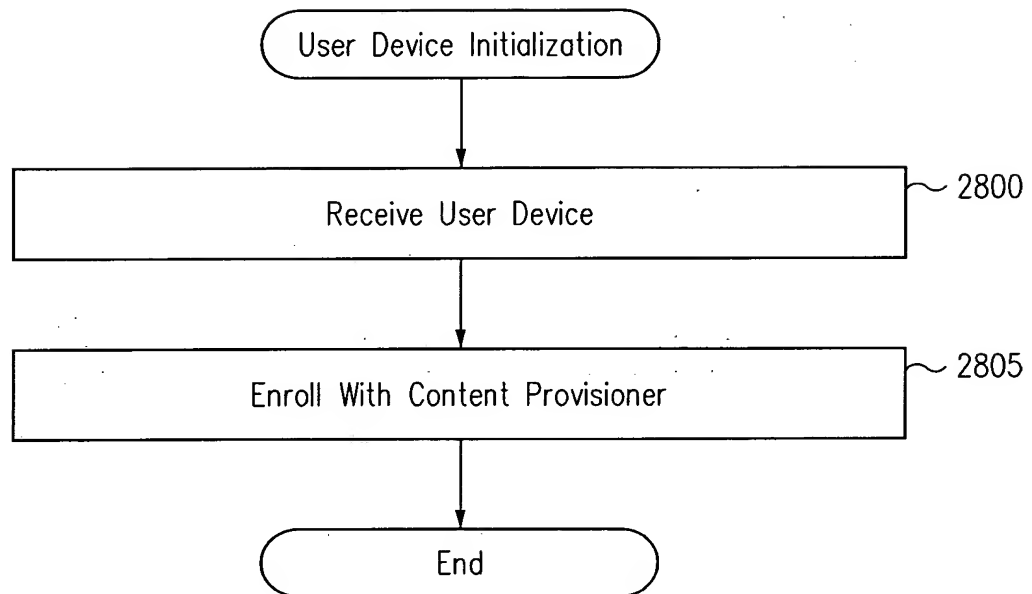 User Device Initialization
2800
Receive User Device
2805
Enroll With Content Provisioner
End